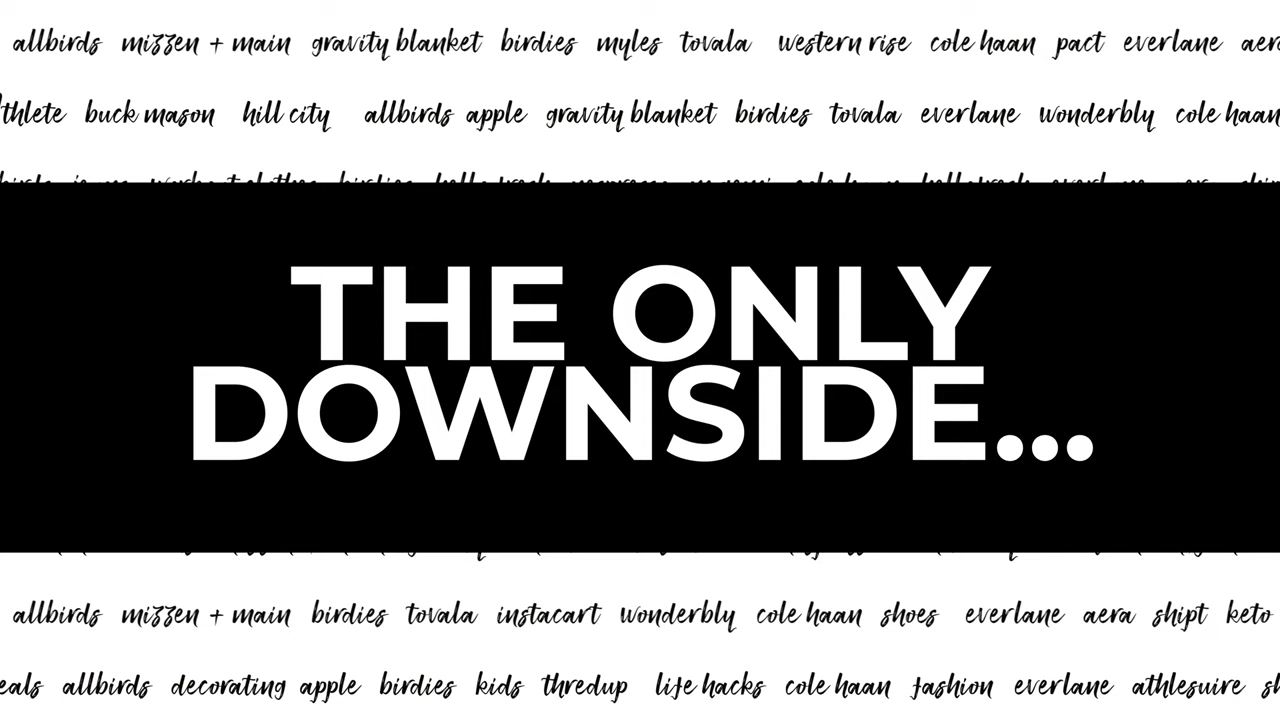 allbirds mizzen + main gravity blanket birdies myles tovala western rise cole haan pact everlane
buck mason hill city allbirds apple gravity blanket birdies tovala everlane wonderbly cole haan
THE ONLY
DOWNSIDE...
allbirds mizzen + main birdies tovala instacart wonderbly cole haan shoes everlane aera shipt keto
allbirds decorating apple birdies kids thredup life hacks cole haan fashion everlane athlesuire